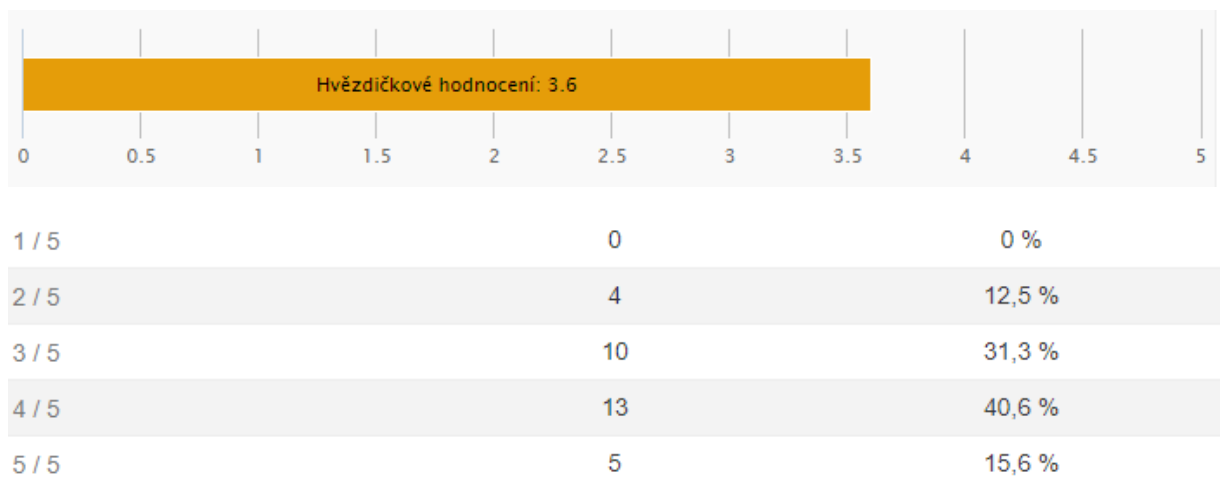 Hvězdičkové hodnocení: 3.6
0 0.5 1 1.5 2 2.5 3 3.5 4 4.5 5
1 / 5 0 0 %
2 / 5 4 12,5 %
3 / 5 10 31,3 %
4 / 5 13 40,6 %
5 / 5 5 15,6 %